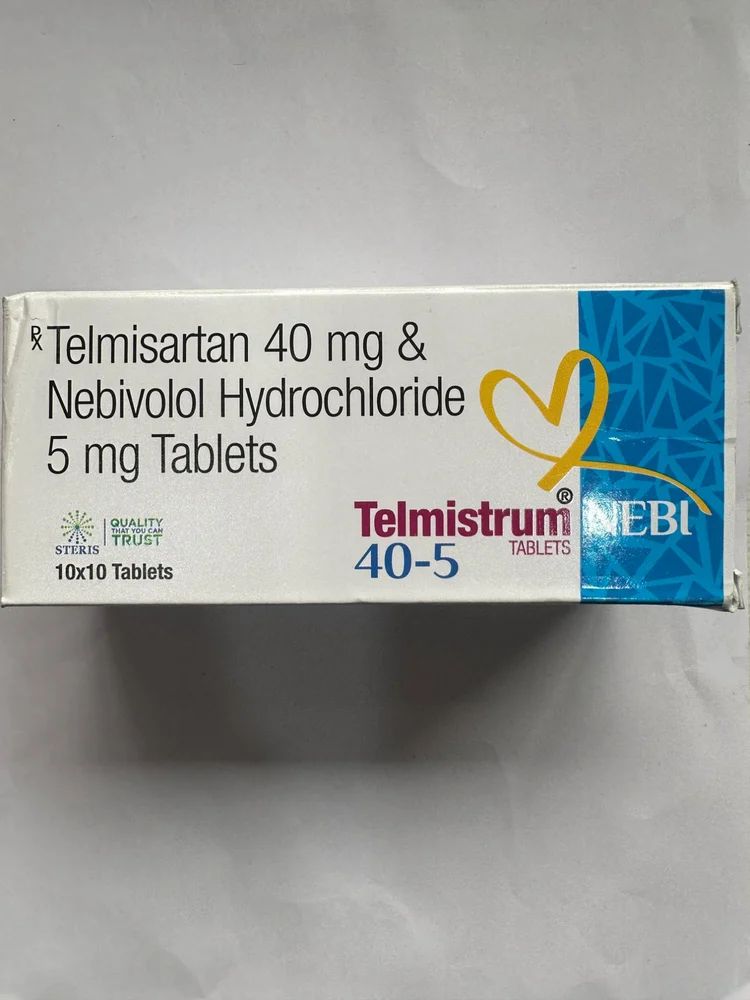 Rx Telmisartan 40 mg &
Nebivolol Hydrochloride
5 mg Tablets
STERIS
QUALITY
THAT YOU CAN
TRUST
10x10 Tablets
Telmistrum® NEBI
TABLETS
40-5